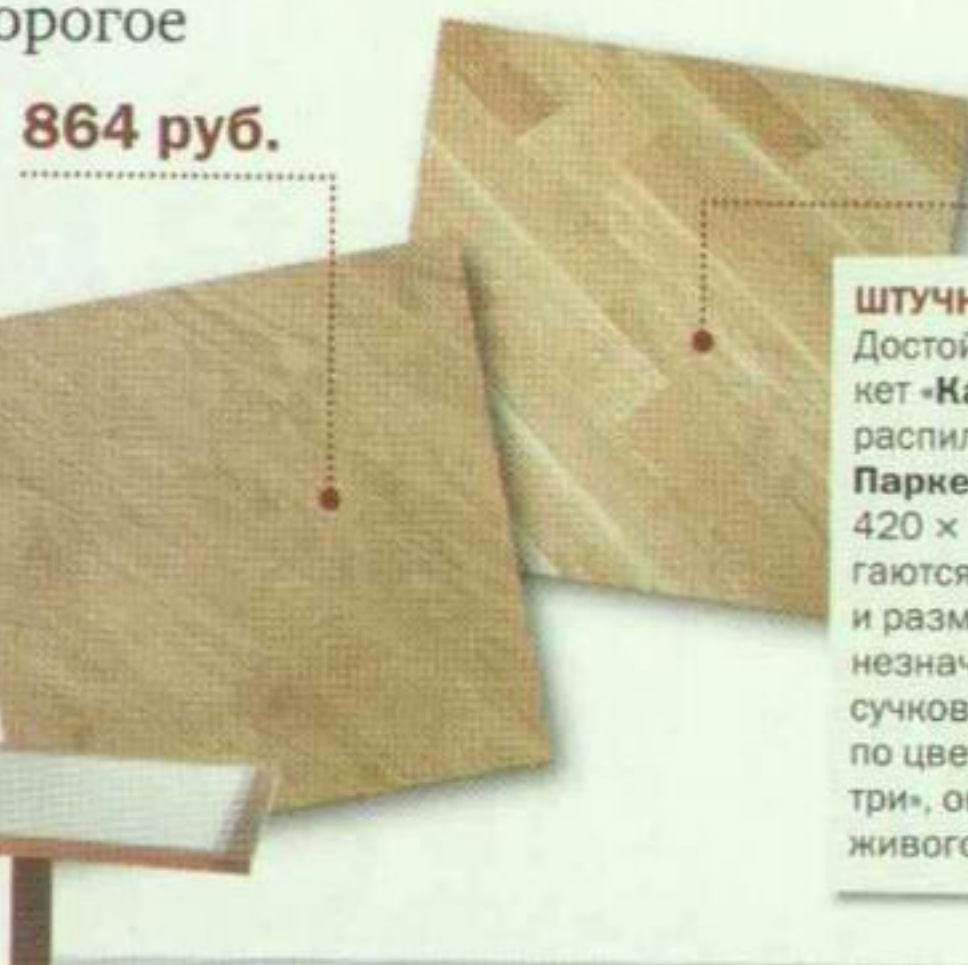 орогое
864 руб.
ШТУЧН
Достой
кет «Ка
распил
Парке
420 ×
гаются
и разм
незнач
сучков
по цве
три», о
живого